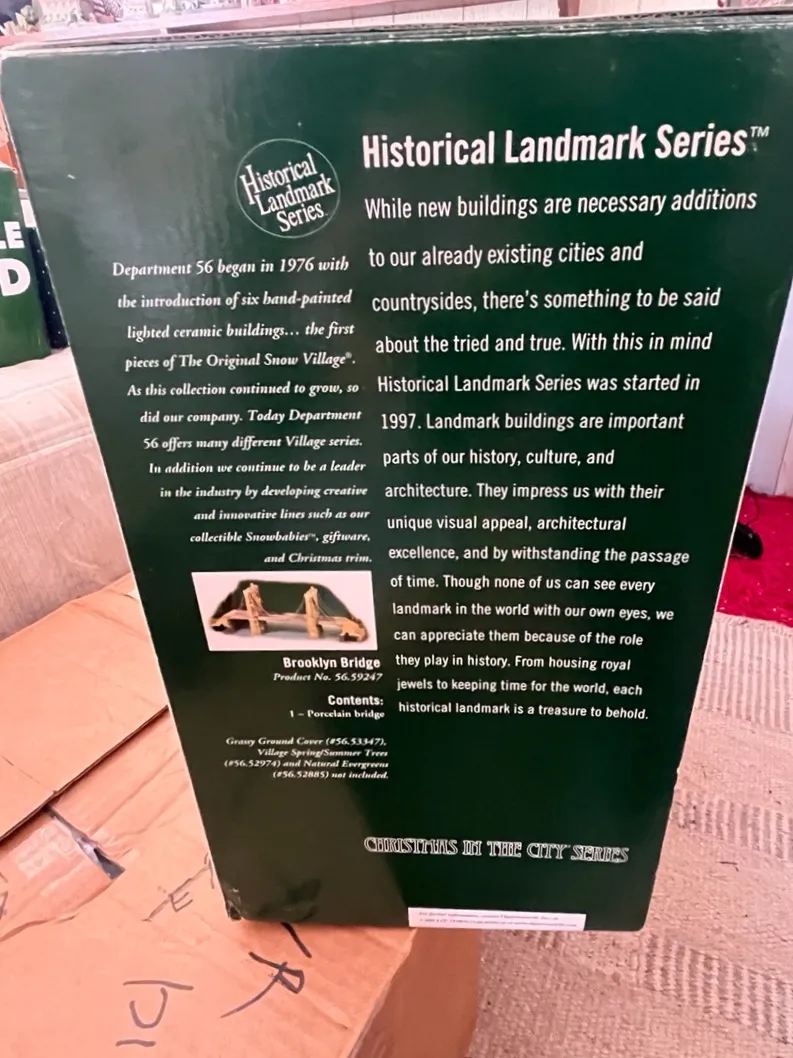 Historical
Landmark
Series™
Department 56 began in 1976 with
the introduction of six hand-painted
lighted ceramic buildings... the first
pieces of The Original Snow Village®.
As this collection continued to grow, so
did our company. Today Department
56 offers many different Village series.
In addition we continue to be a leader
in the industry by developing creative
and innovative lines such as our
collectible Snowbabies™, giftware,
and Christmas trim.
Brooklyn Bridge
Product No. 56.59247
Contents:
1 – Porcelain bridge
Grassy Ground Cover (#56.53347),
Village Spring/Summer Trees
(#56.52974) and Natural Evergreens
(#56.52885) not included.
Historical Landmark Series™
While new buildings are necessary additions
to our already existing cities and
countrysides, there's something to be said
about the tried and true. With this in mind
Historical Landmark Series was started in
1997. Landmark buildings are important
parts of our history, culture, and
architecture. They impress us with their
unique visual appeal, architectural
excellence, and by withstanding the passage
of time. Though none of us can see every
landmark in the world with our own eyes, we
can appreciate them because of the role
they play in history. From housing royal
jewels to keeping time for the world, each
historical landmark is a treasure to behold.
CHRISTMAS IN THE CITY SERIES
LE
D